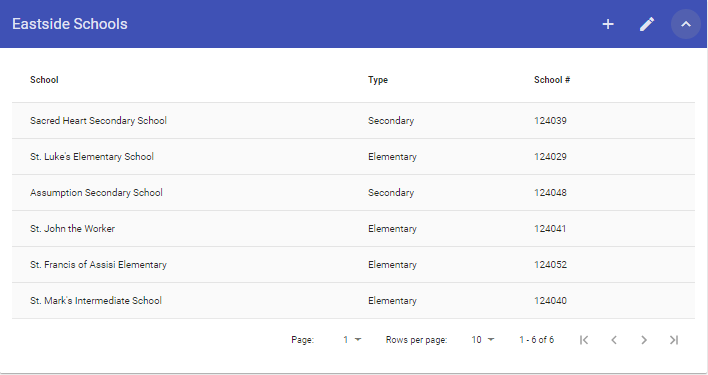 Eastside Schools
School Type School #
Sacred Heart Secondary School Secondary 124039
St. Luke's Elementary School Elementary 124029
Assumption Secondary School Secondary 124048
St. John the Worker Elementary 124041
St. Francis of Assisi Elementary Elementary 124052
St. Mark's Intermediate School Elementary 124040
Page: 1 Rows per page: 10 1 - 6 of 6